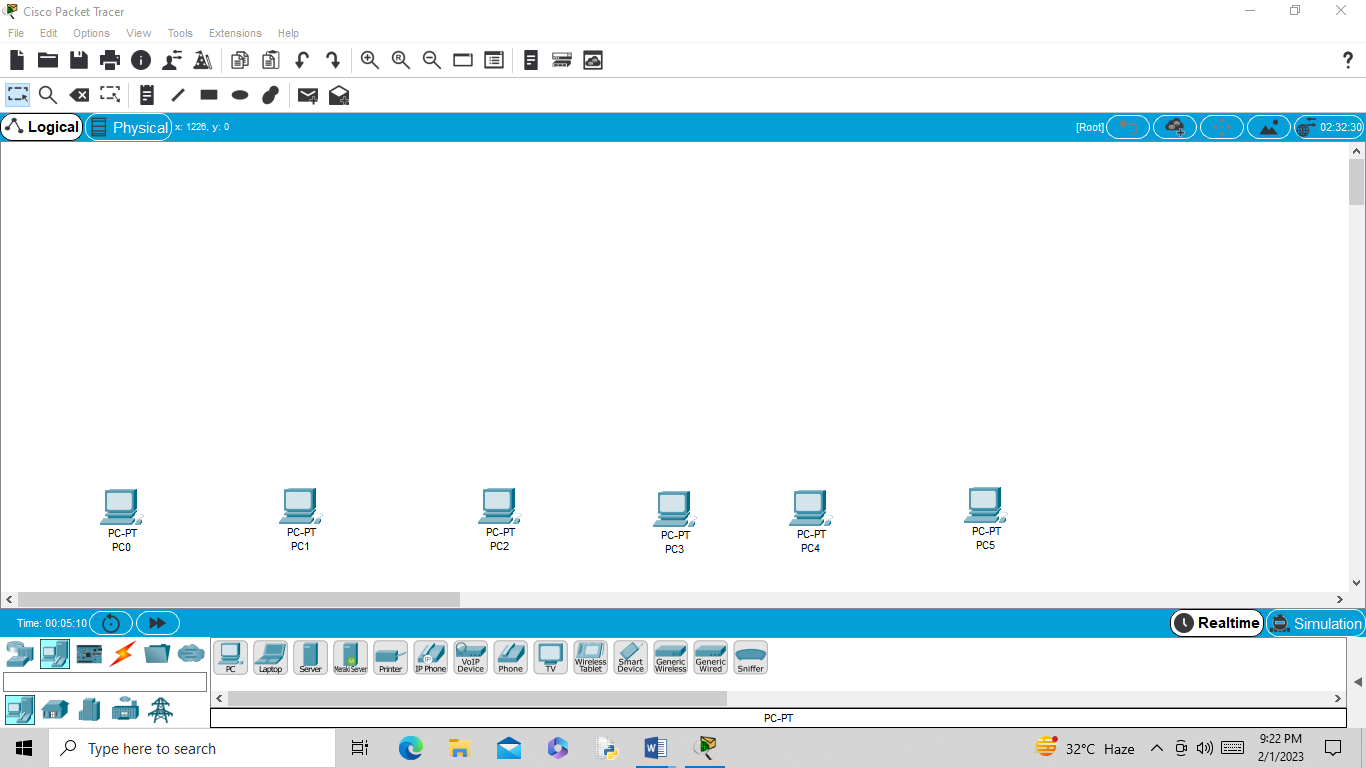 Cisco Packet Tracer
File Edit Options View Tools Extensions Help
?
Logical Physical x: 1226, y: 0 [Root] 02:32:30
PC-PT PC-PT PC-PT PC-PT PC-PT PC-PT
PC0 PC1 PC2 PC3 PC4 PC5
Time: 00:05:10 Realtime Simulation
PC Laptop Server Meraki Server Printer IP Phone VoIP Device Phone TV Wireless Tablet Smart Device Generic Wireless Generic Wired Sniffer
PC-PT
Type here to search 32°C Haze 9:22 PM
2/1/2023